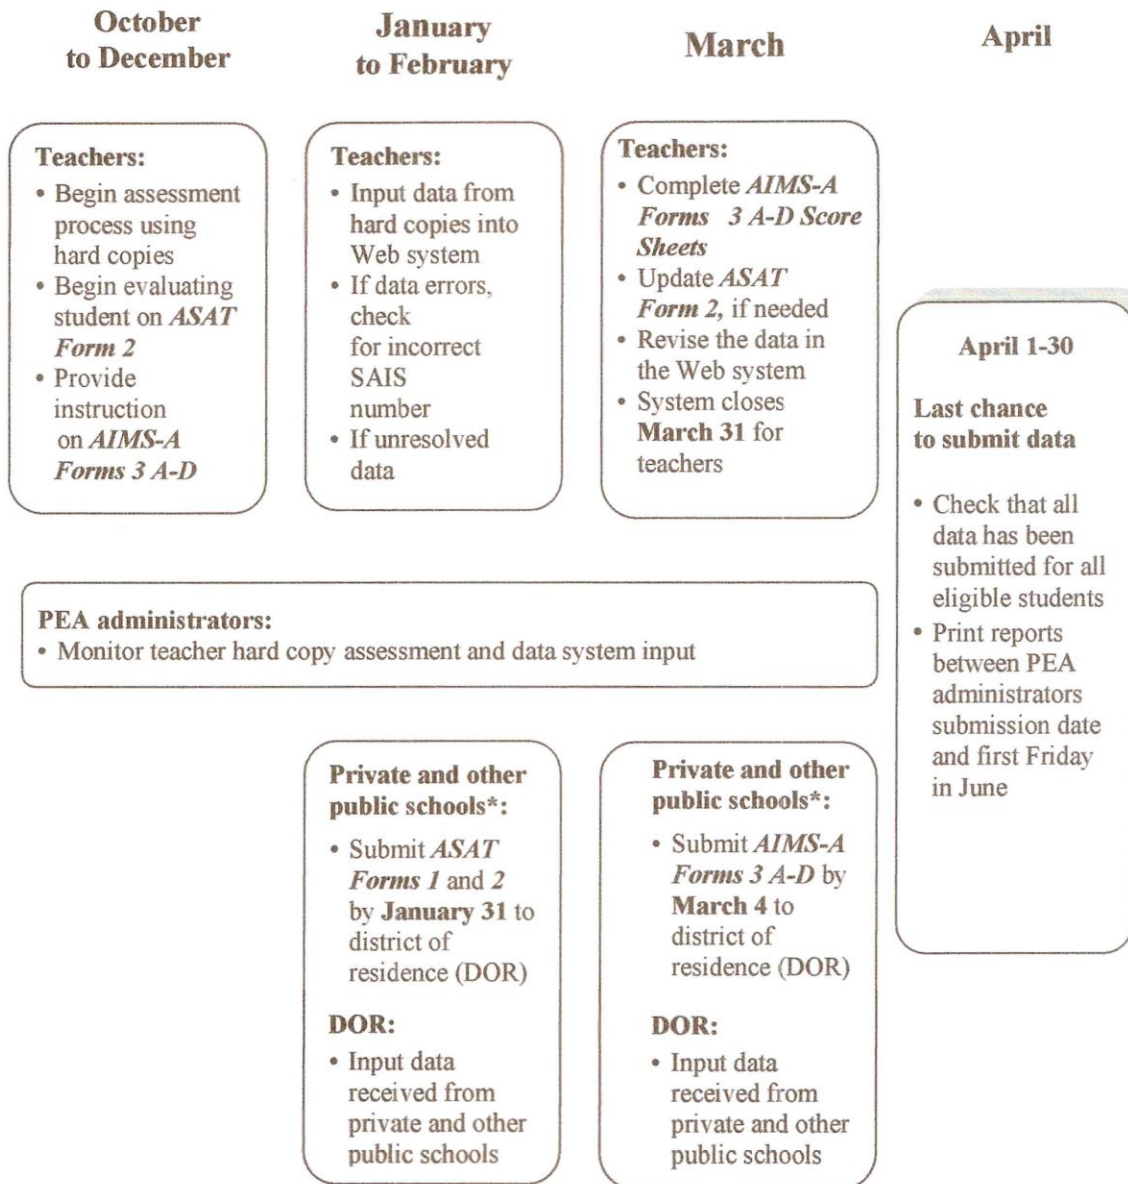 October
to December
January
to February
March
April
Teachers:
• Begin assessment
process using
hard copies
• Begin evaluating
student on ASAT
Form 2
• Provide
instruction
on AIMS-A
Forms 3 A-D
Teachers:
• Input data from
hard copies into
Web system
• If data errors,
check
for incorrect
SAIS
number
• If unresolved
data
Teachers:
• Complete AIMS-A
Forms 3 A-D Score
Sheets
• Update ASAT
Form 2, if needed
• Revise the data in
the Web system
• System closes
March 31 for
teachers
April 1-30
Last chance
to submit data
• Check that all
data has been
submitted for all
eligible students
• Print reports
between PEA
administrators
submission date
and first Friday
in June
PEA administrators:
• Monitor teacher hard copy assessment and data system input
Private and other
public schools*:
• Submit ASAT
Forms 1 and 2
by January 31 to
district of
residence (DOR)
DOR:
• Input data
received from
private and other
public schools
Private and other
public schools*:
• Submit AIMS-A
Forms 3 A-D by
March 4 to
district of
residence (DOR)
DOR:
• Input data
received from
private and other
public schools